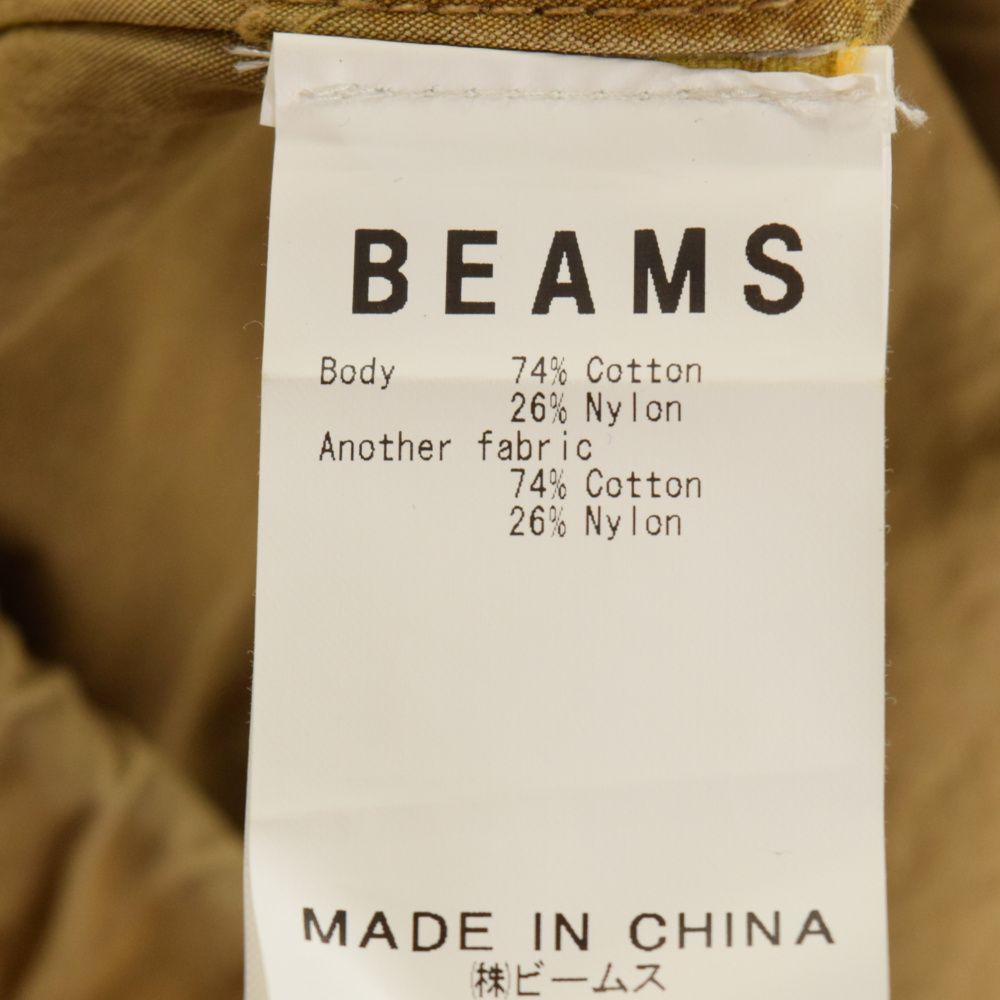 BEAMS
Body 74% Cotton
26% Nylon
Another fabric
74% Cotton
26% Nylon
MADE IN CHINA
㈱ビームス